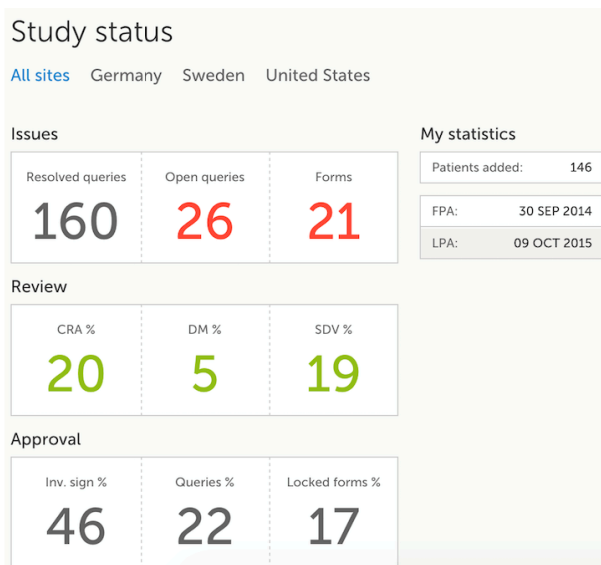 Study status
All sites Germany Sweden United States
Issues
Resolved queries Open queries Forms
160 26 21
Review
CRA % DM % SDV %
20 5 19
Approval
Inv. sign % Queries % Locked forms %
46 22 17
My statistics
Patients added: 146
FPA: 30 SEP 2014
LPA: 09 OCT 2015